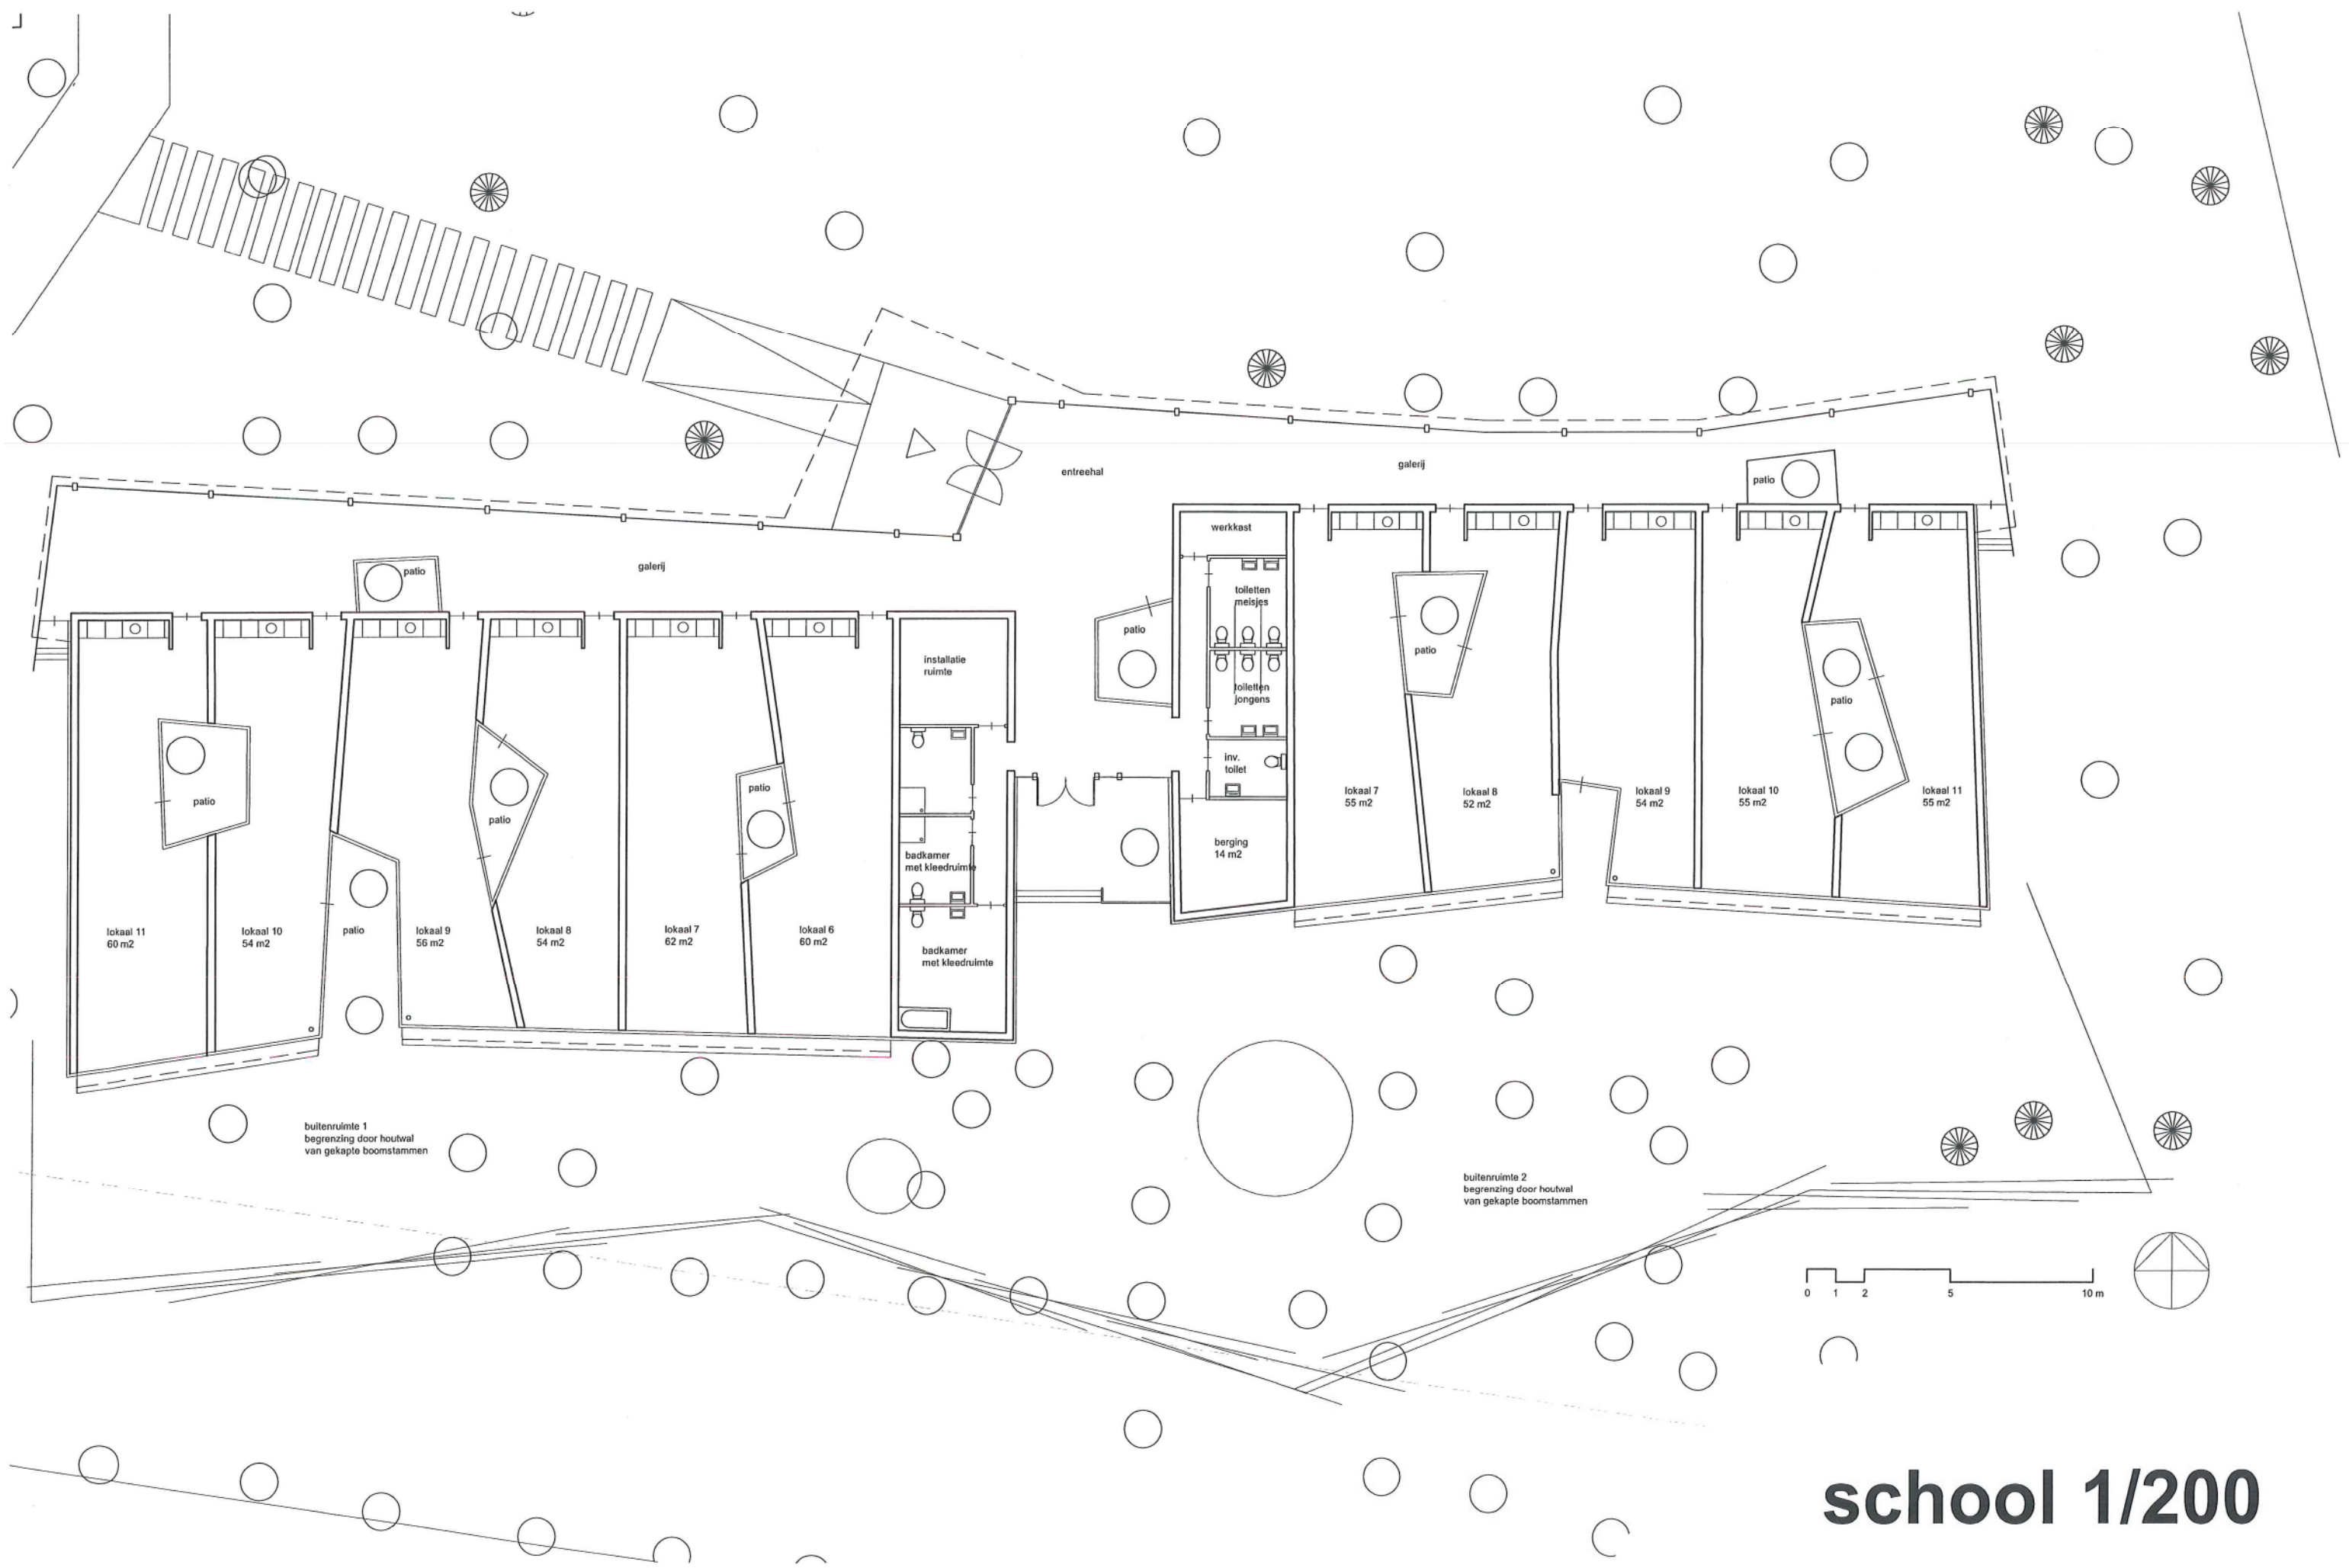 entreehal
galerij
patio
werkkast
toiletten
meisjes
patio
galerij
patio
toiletten
jongens
patio
installatie
ruimte
patio
inv.
toilet
patio
patio
patio
patio
lokaal 7
55 m2
lokaal 8
52 m2
lokaal 9
54 m2
lokaal 10
55 m2
lokaal 11
55 m2
berging
14 m2
badkamer
met kleedruimte
lokaal 11
60 m2
lokaal 10
54 m2
patio
lokaal 9
56 m2
lokaal 8
54 m2
lokaal 7
62 m2
lokaal 6
60 m2
badkamer
met kleedruimte
buitenruimte 1
begrenzing door houtwal
van gekapte boomstammen
buitenruimte 2
begrenzing door houtwal
van gekapte boomstammen
0 1 2 5 10 m
school 1/200